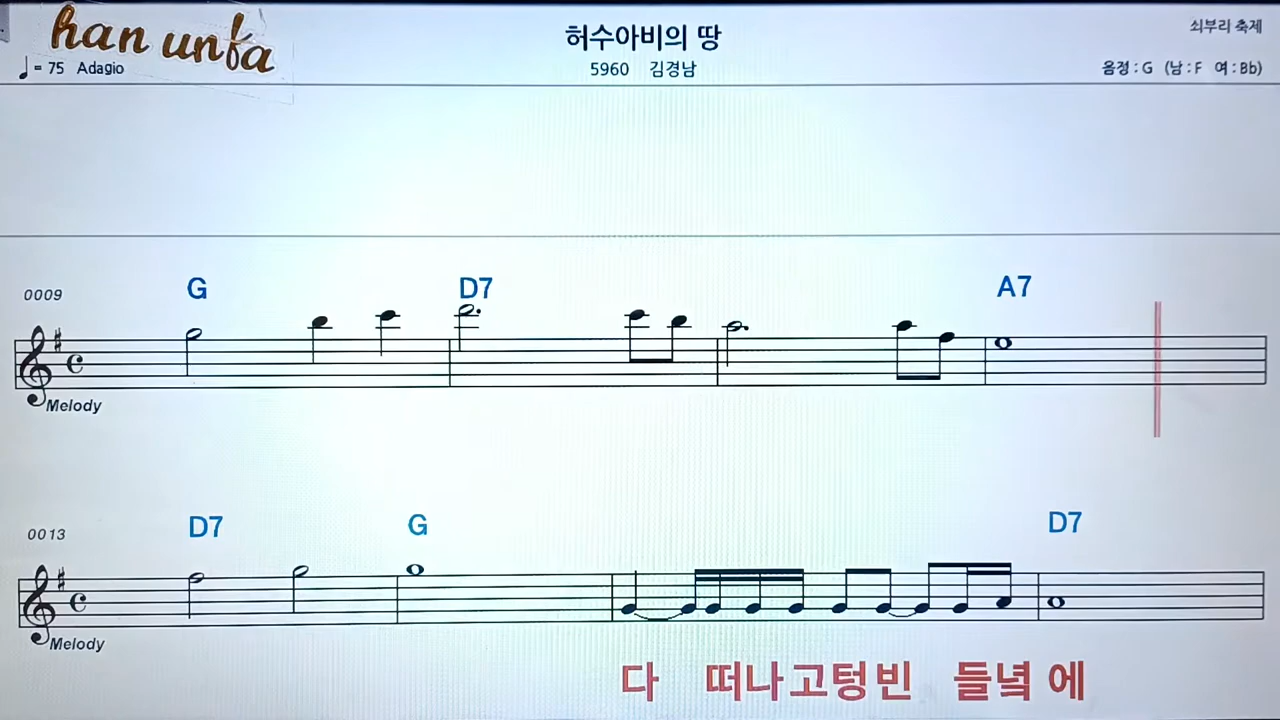 han unfa
허수아비의 땅
쇠부리 축제
♩= 75 Adagio
5960 김경남
음정 : G (남 : F 여 : Bb)
G D7 A7
0009
Melody
D7 G D7
0013
Melody
다 떠나고텅빈 들녘 에